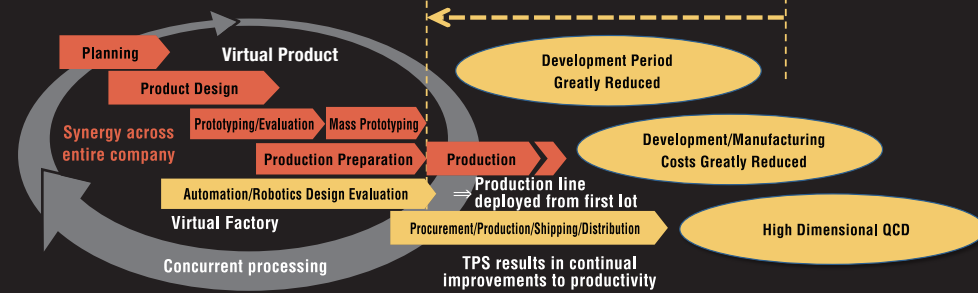 Planning
Virtual Product
Product Design
Synergy across
entire company
Prototyping/Evaluation
Mass Prototyping
Production Preparation
Production
Automation/Robotics Design Evaluation
⇒Production line
deployed from first lot
Virtual Factory
Procurement/Production/Shipping/Distribution
Concurrent processing
TPS results in continual
improvements to productivity
Development Period
Greatly Reduced
Development/Manufacturing
Costs Greatly Reduced
High Dimensional QCD